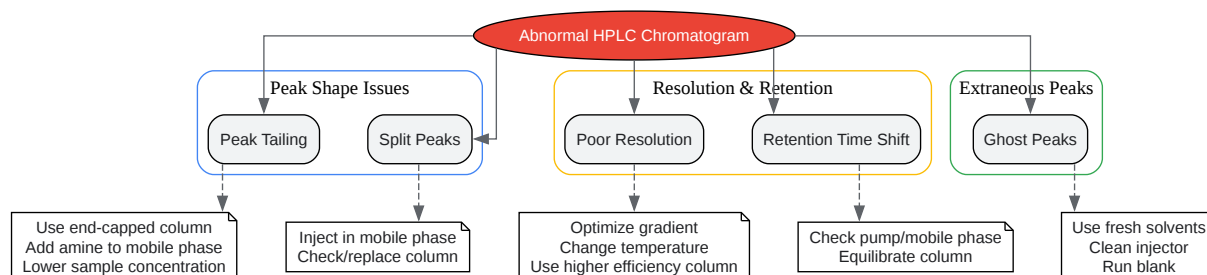 Abnormal HPLC Chromatogram
Peak Shape Issues
Resolution & Retention
Extraneous Peaks
Peak Tailing
Split Peaks
Poor Resolution
Retention Time Shift
Ghost Peaks
Use end-capped column
Add amine to mobile phase
Lower sample concentration
Inject in mobile phase
Check/replace column
Optimize gradient
Change temperature
Use higher efficiency column
Check pump/mobile phase
Equilibrate column
Use fresh solvents
Clean injector
Run blank